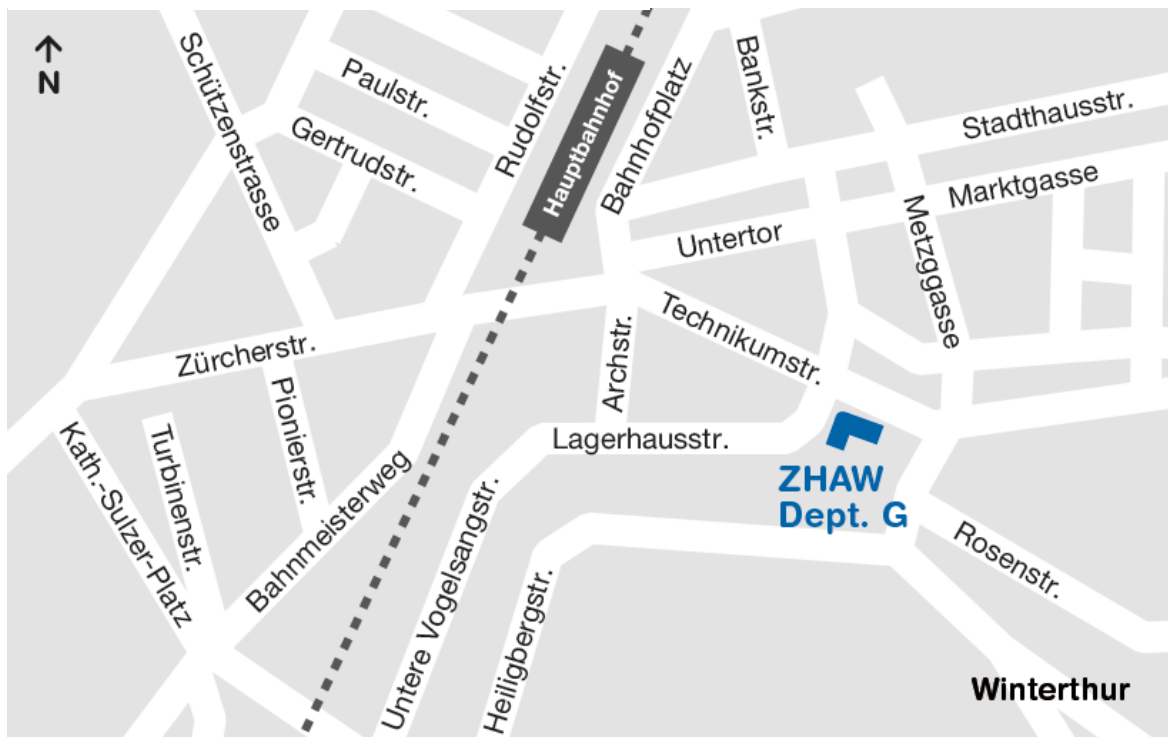 N
Schützenstrasse
Paulstr.
Gertrudstr.
Rudolfstr.
Hauptbahnhof
Bahnhofplatz
Bankstr.
Stadthausstr.
Marktgasse
Untertor
Metzggasse
Technikumstr.
Zürcherstr.
Archstr.
Pionierstr.
Lagerhausstr.
Kath.-Sulzer-Platz
Turbinenstr.
Bahnmeisterweg
ZHAW
Dept. G
Untere Vogelsangstr.
Heiligbergstr.
Rosenstr.
Winterthur